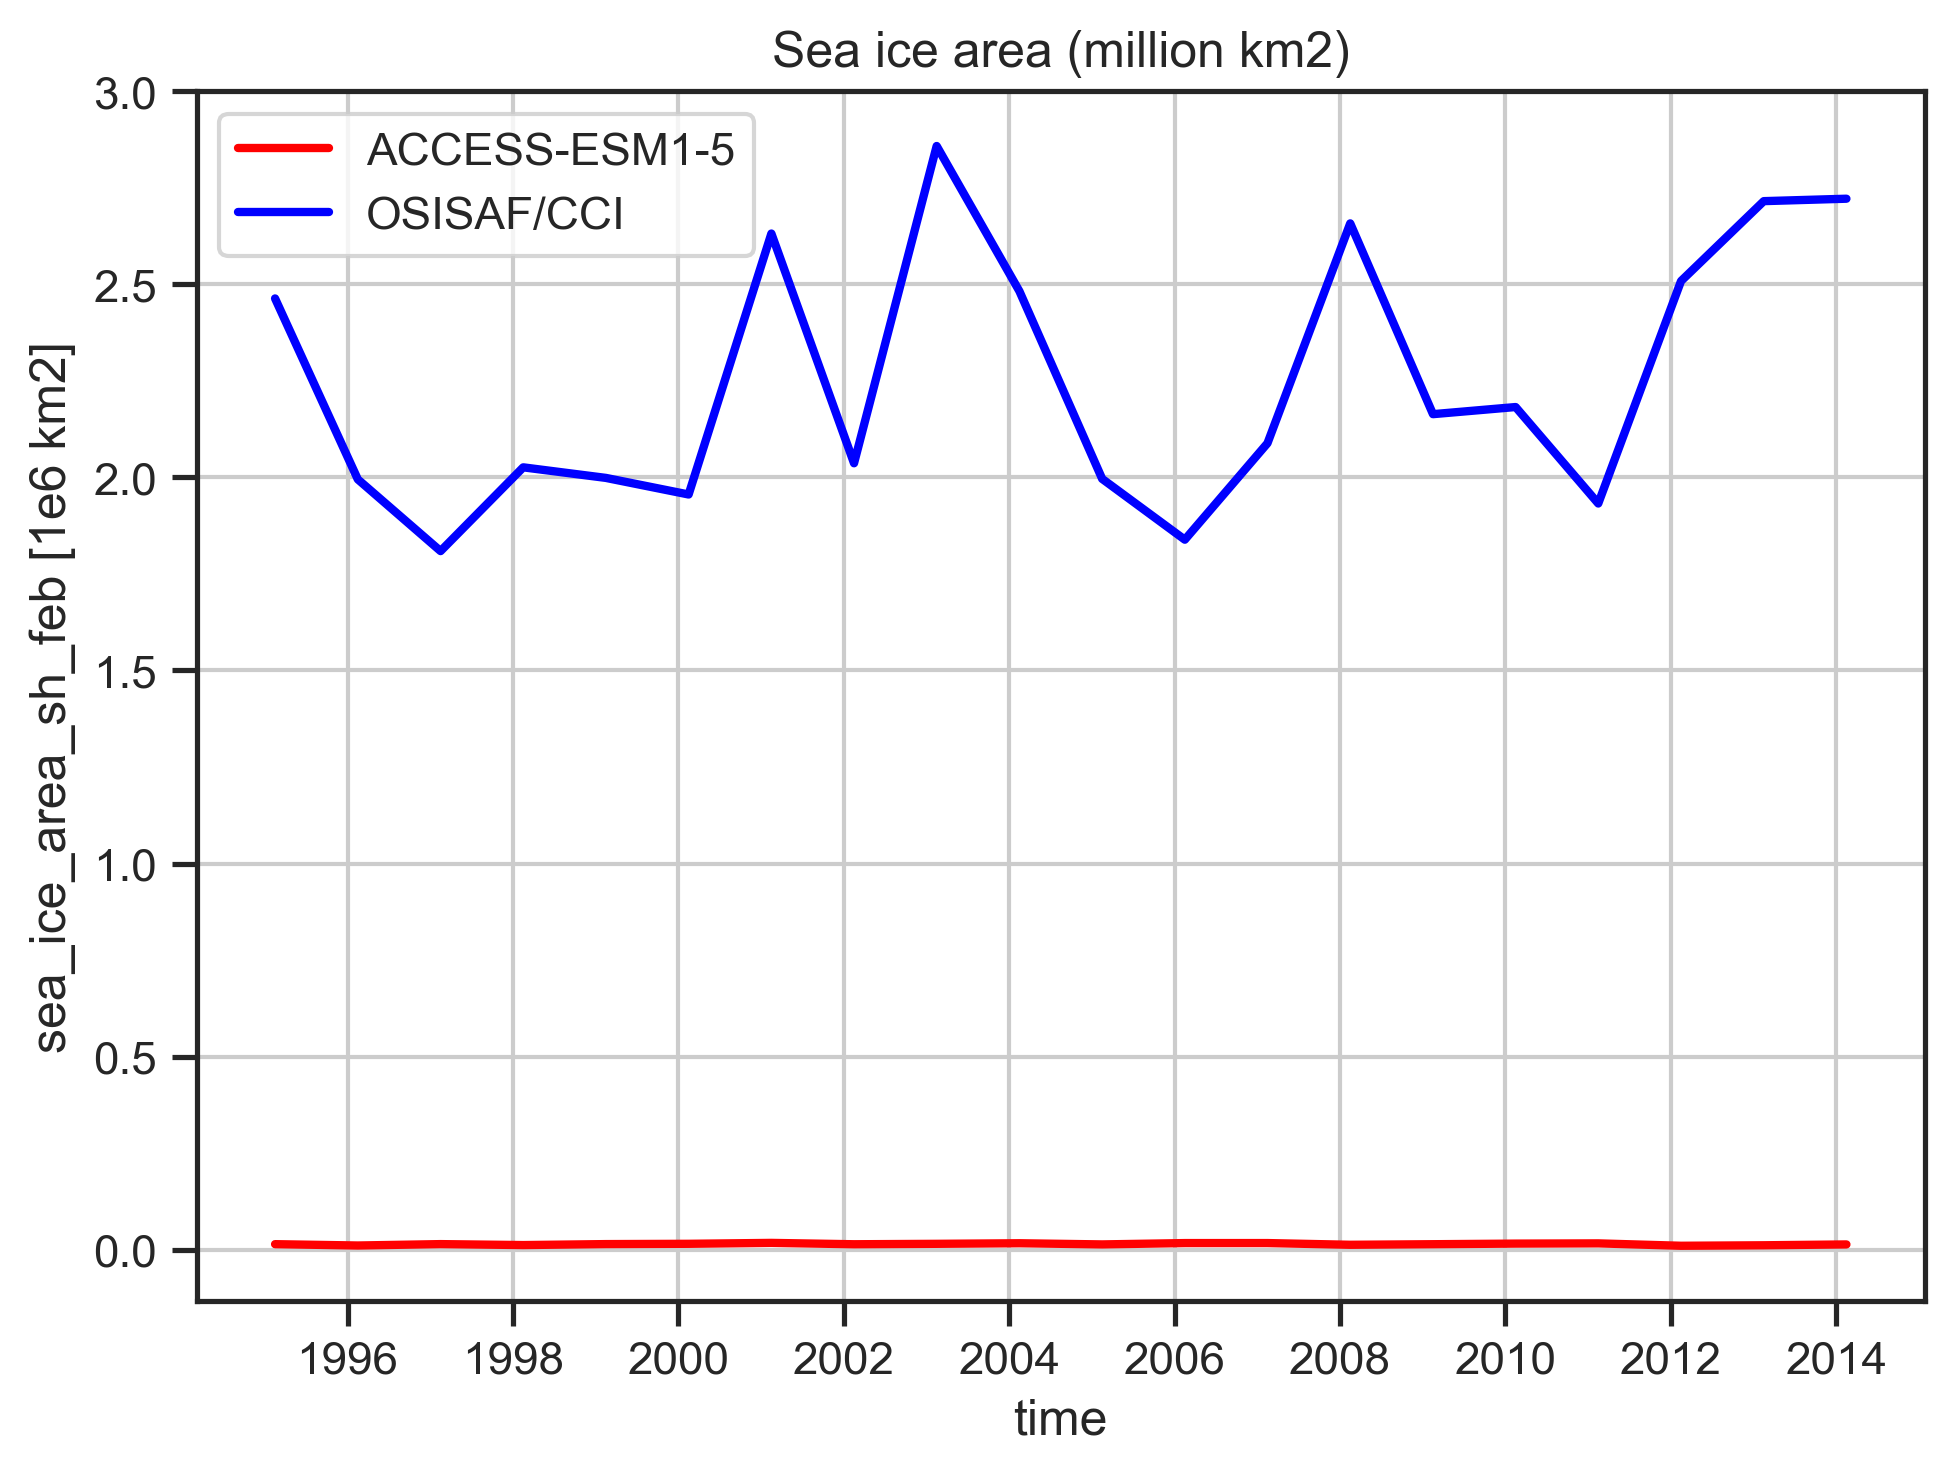 Sea ice area (million km2)
3.0
2.5
2.0
1.5
1.0
0.5
0.0
sea_ice_area_sh_feb [1e6 km2]
ACCESS-ESM1-5
OSISAF/CCI
1996 1998 2000 2002 2004 2006 2008 2010 2012 2014
time